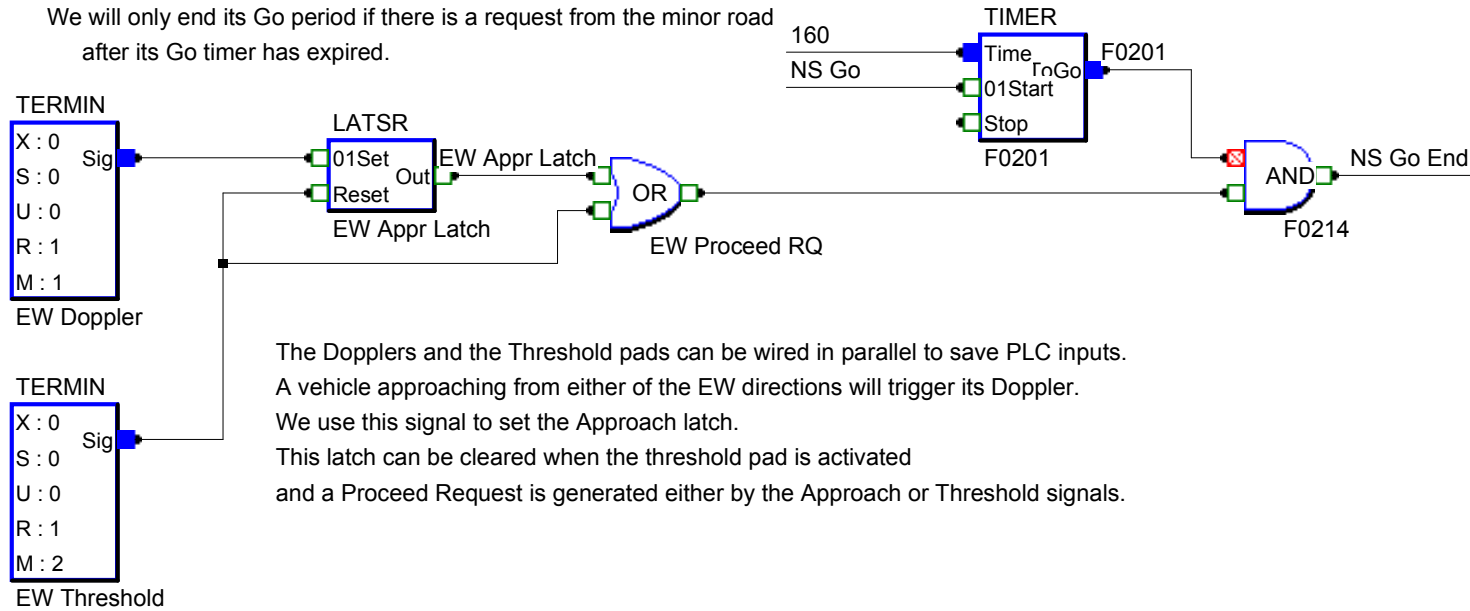 We will only end its Go period if there is a request from the minor road
after its Go timer has expired.
TIMER
160
Time
ToGo
F0201
NS Go
01Start
Stop
F0201
TERMIN
X : 0
Sig
S : 0
U : 0
R : 1
M : 1
EW Doppler
LATSR
01Set
Out
Reset
EW Appr Latch
EW Appr Latch
OR
EW Proceed RQ
AND
NS Go End
F0214
The Dopplers and the Threshold pads can be wired in parallel to save PLC inputs.
A vehicle approaching from either of the EW directions will trigger its Doppler.
We use this signal to set the Approach latch.
This latch can be cleared when the threshold pad is activated
and a Proceed Request is generated either by the Approach or Threshold signals.
TERMIN
X : 0
Sig
S : 0
U : 0
R : 1
M : 2
EW Threshold